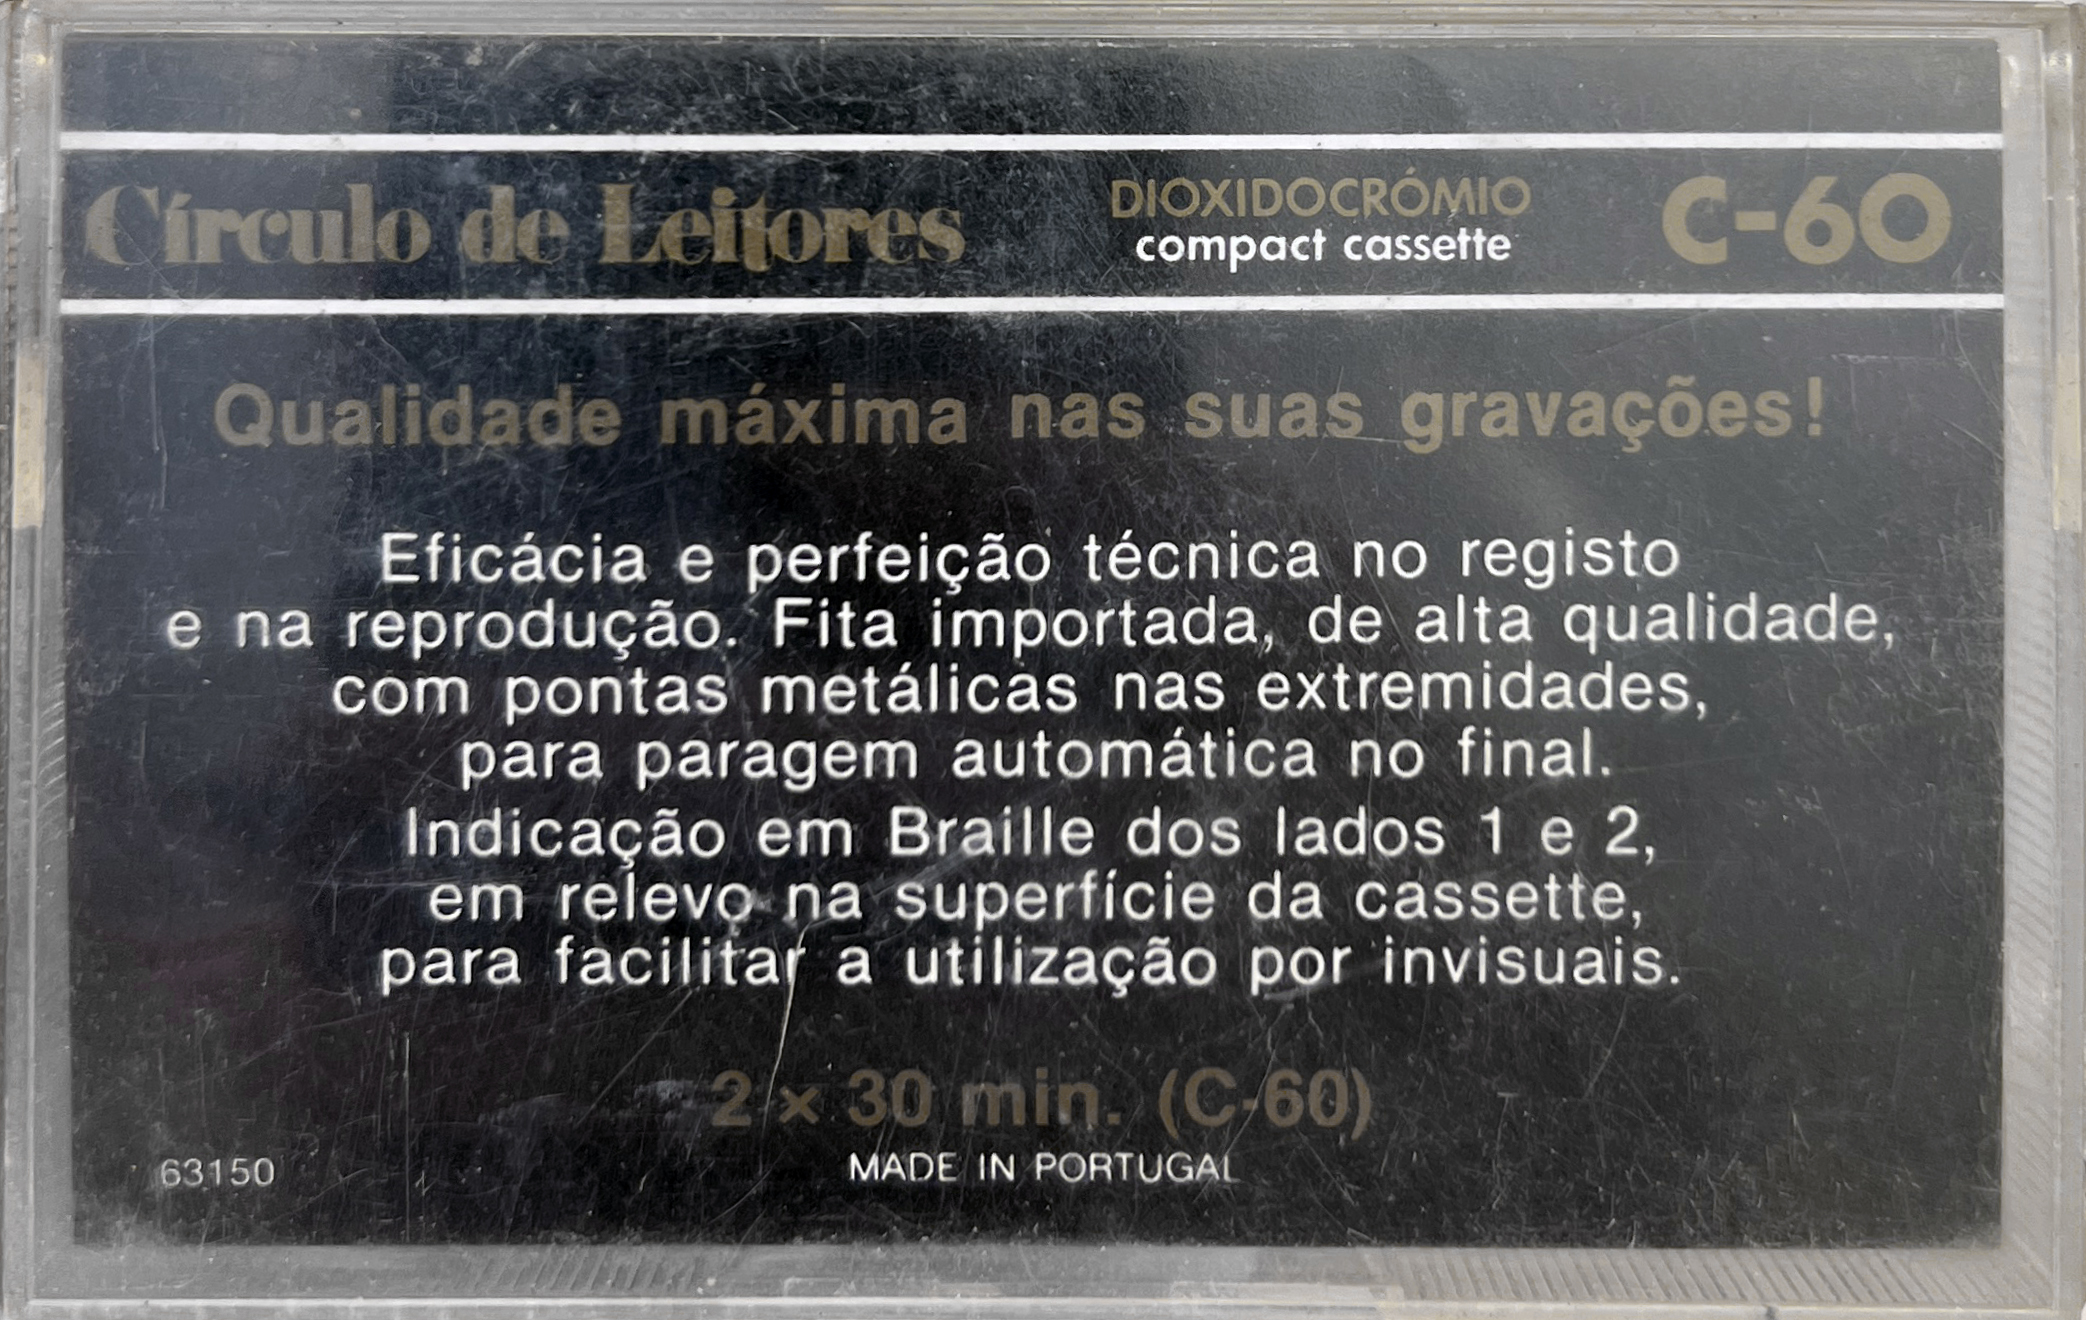 Círculo de Leitores
DIOXIDOCRÓMIO
compact cassette
C-60
Qualidade máxima nas suas gravações!
Eficácia e perfeição técnica no registo
e na reprodução. Fita importada, de alta qualidade,
com pontas metálicas nas extremidades,
para paragem automática no final.
Indicação em Braille dos lados 1 e 2,
em relevo na superfície da cassette,
para facilitar a utilização por invisuais.
2 × 30 min. (C-60)
63150
MADE IN PORTUGAL